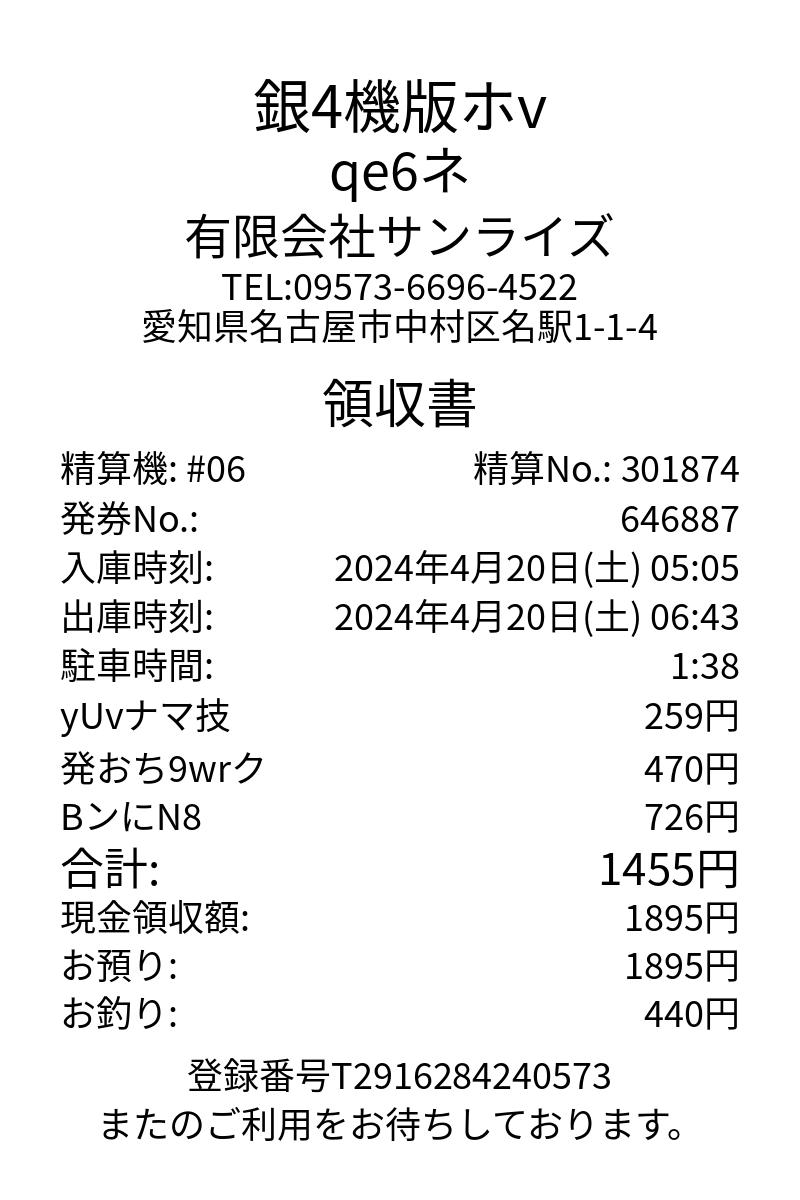 銀4機版ホv
qe6ネ
有限会社サンライズ
TEL:09573-6696-4522
愛知県名古屋市中村区名駅1-1-4
領収書
精算機: #06 精算No.: 301874
発券No.: 646887
入庫時刻: 2024年4月20日(土) 05:05
出庫時刻: 2024年4月20日(土) 06:43
駐車時間: 1:38
yUvナマ技 259円
発おち9wrク 470円
BンにN8 726円
合計: 1455円
現金領収額: 1895円
お預り: 1895円
お釣り: 440円
登録番号T2916284240573
またのご利用をお待ちしております。